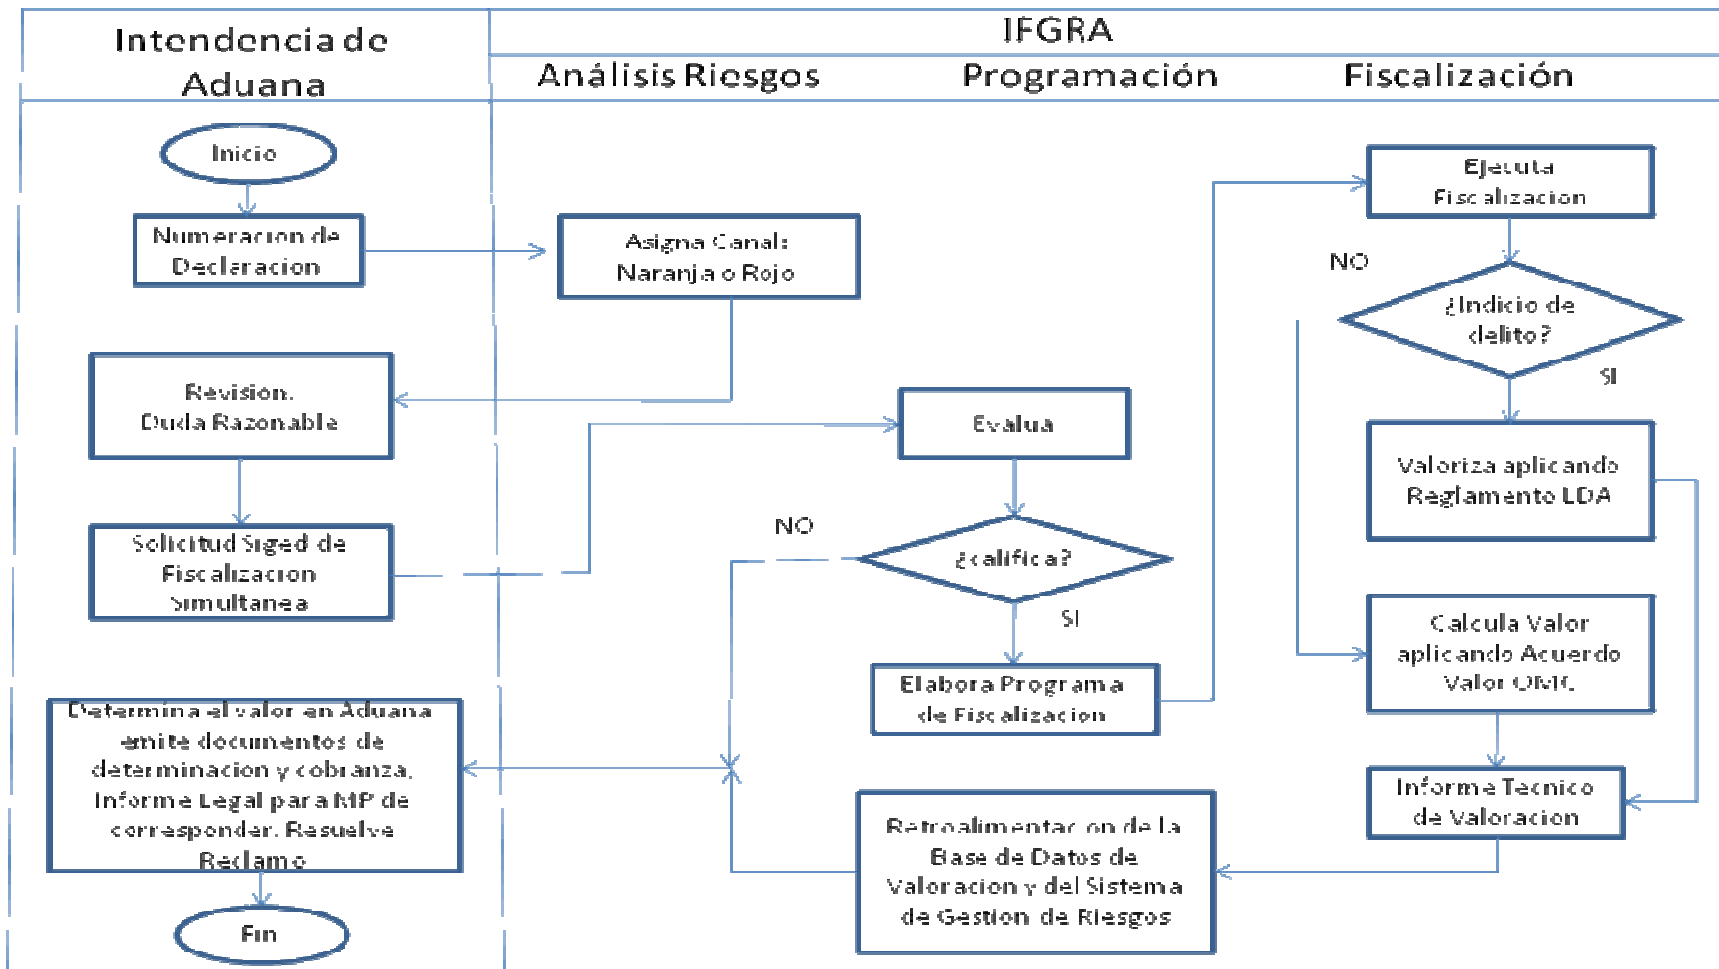 Intendencia de
Aduana
IFGRA
Análisis Riesgos
Programación
Fiscalización
Inicio
Numeracion de
Declaracion
Asigna Canal:
Naranja o Rojo
Revision.
Duda Razonable
Solicitud Siged de
Fiscalizacion
Simultanea
Evalua
NO
¿califica?
SI
Elabora Programa
de Fiscalizacion
Ejecuta
Fiscalizacion
NO
¿Indicio de
delito?
SI
Valoriza aplicando
Reglamento LDA
Calcula Valor
aplicando Acuerdo
Valor OMC
Informe Tecnico
de Valoracion
Retroalimentacion de la
Base de Datos de
Valoracion y del Sistema
de Gestion de Riesgos
Determina el valor en Aduana
emite documentos de
determinacion y cobranza.
Informe Legal para MP de
corresponder. Resuelve
Reclamo
Fin